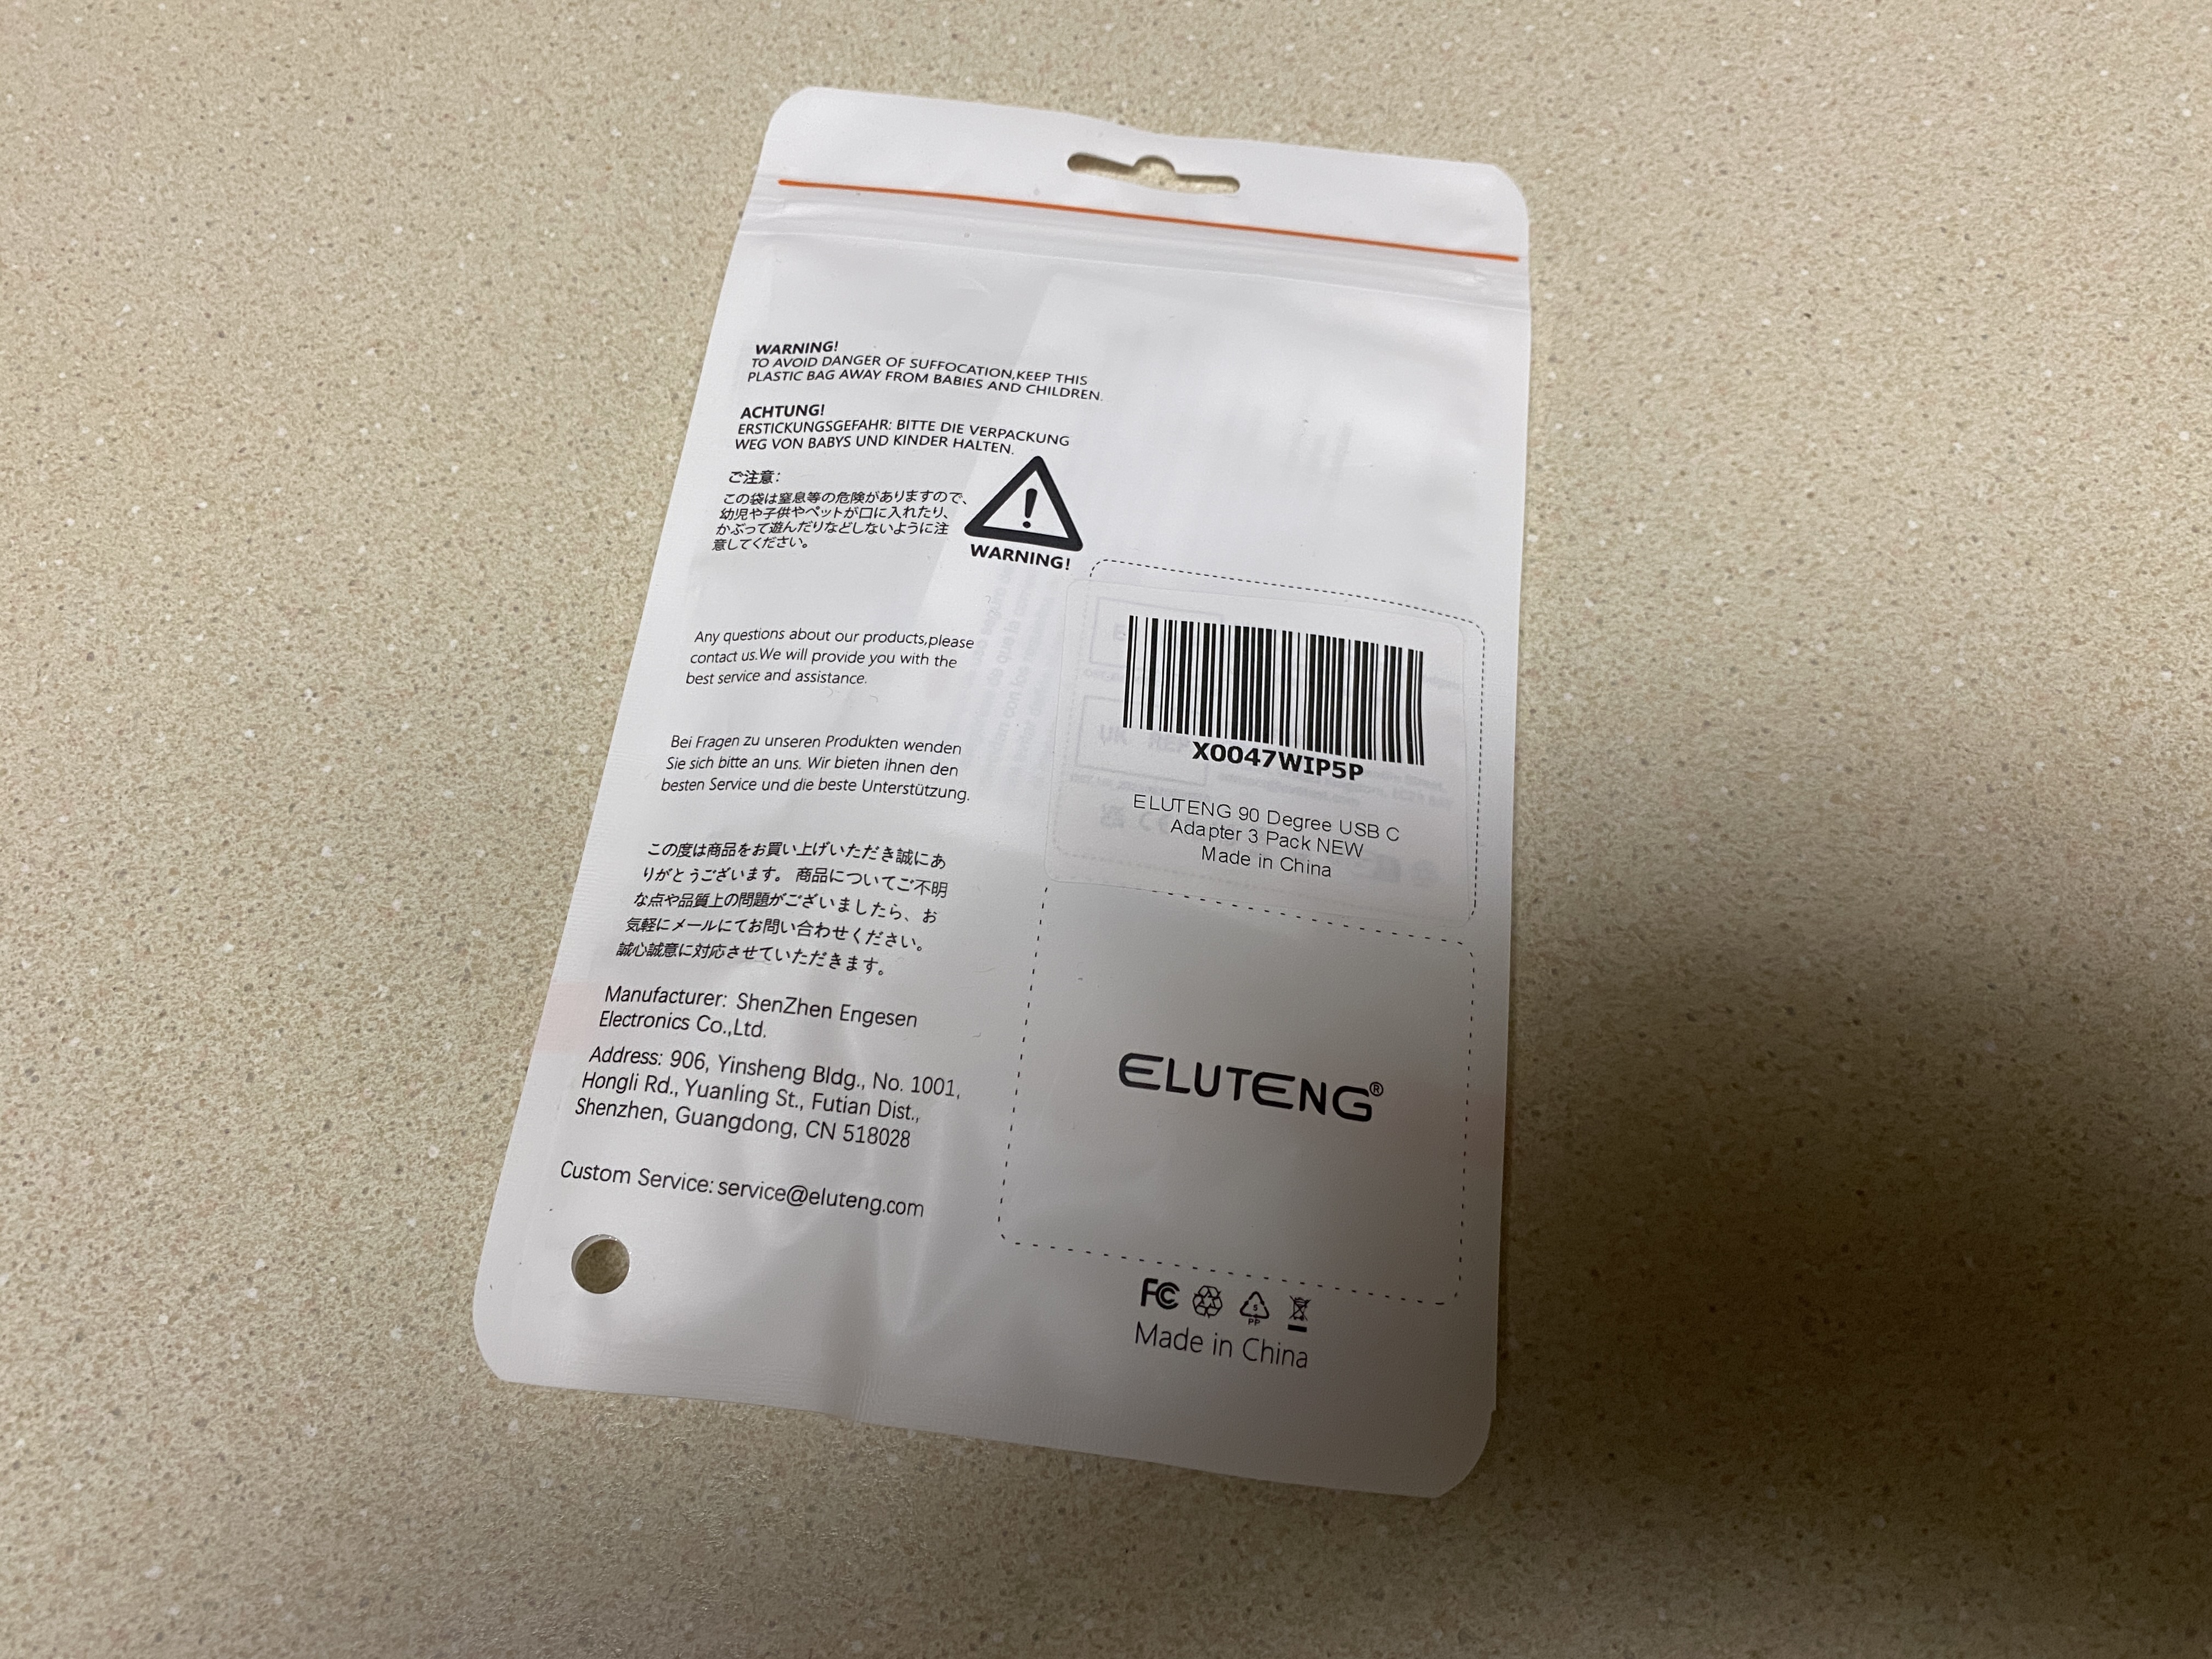 WARNING!
TO AVOID DANGER OF SUFFOCATION,KEEP THIS
PLASTIC BAG AWAY FROM BABIES AND CHILDREN.
ACHTUNG!
ERSTICKUNGSGEFAHR: BITTE DIE VERPACKUNG
WEG VON BABYS UND KINDER HALTEN.
ご注意:
この袋は窒息等の危険がありますので、
幼児や子供やペットが口に入れたり、
かぶって遊んだりなどしないように注
意してください。
WARNING!
Any questions about our products,please
contact us.We will provide you with the
best service and assistance.
Bei Fragen zu unseren Produkten wenden
Sie sich bitte an uns. Wir bieten ihnen den
besten Service und die beste Unterstützung.
この度は商品をお買い上げいただき誠にあ
りがとうございます。 商品についてご不明
な点や品質上の問題がございましたら、お
気軽にメールにてお問い合わせください。
誠心誠意に対応させていただきます。
Manufacturer: ShenZhen Engesen
Electronics Co.,Ltd.
Address: 906, Yinsheng Bldg., No. 1001,
Hongli Rd., Yuanling St., Futian Dist.,
Shenzhen, Guangdong, CN 518028
Custom Service: service@eluteng.com
X0047WIP5P
ELUTENG 90 Degree USB C
Adapter 3 Pack NEW
Made in China
ELUTENG®
FC
5
PP
Made in China